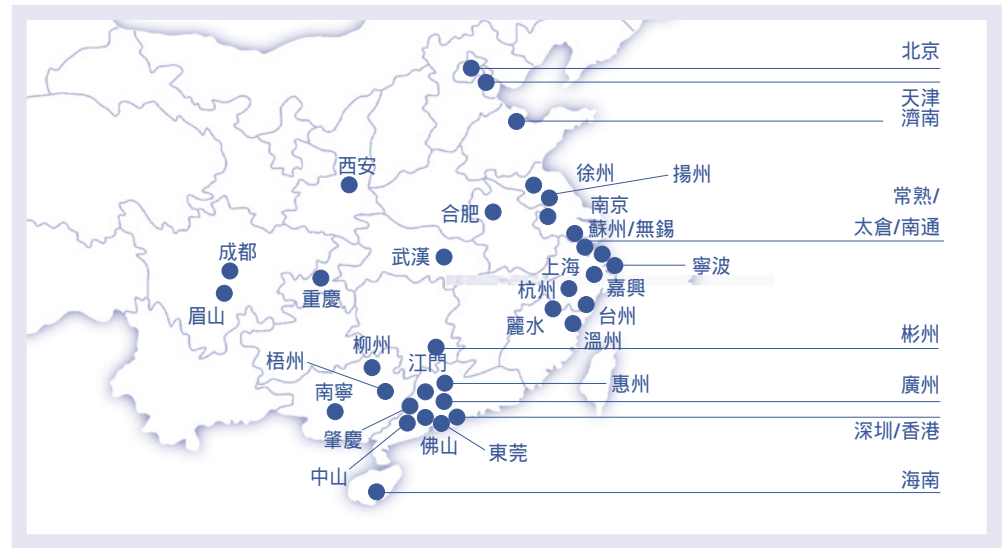 北京
天津
濟南
西安
徐州
揚州
常熟/
太倉/南通
合肥
南京
蘇州/無錫
武漢
成都
上海
寧波
重慶
杭州
嘉興
眉山
麗水
台州
溫州
彬州
柳州
江門
梧州
惠州
廣州
南寧
肇慶
佛山
東莞
深圳/香港
中山
海南